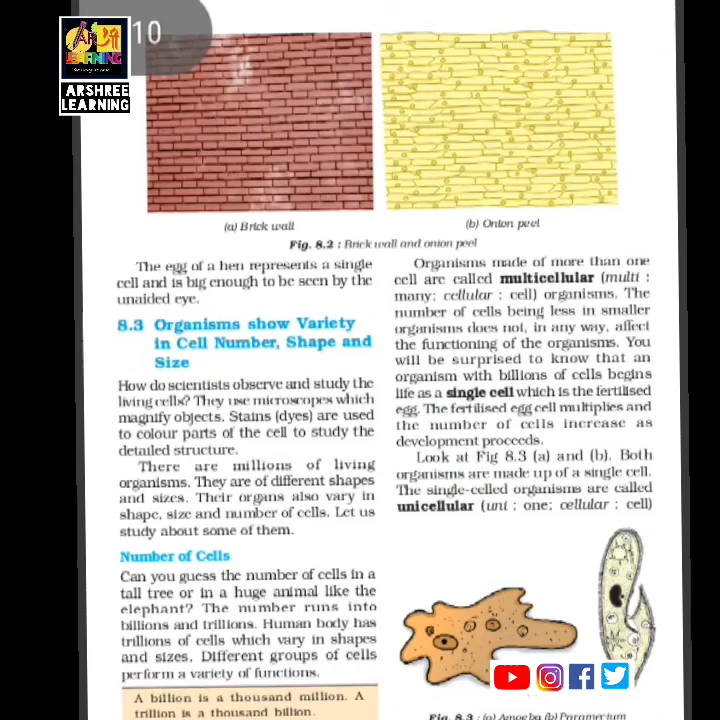 10
ARSHREE
LEARNING
(a) Brick wall
(b) Onion peel
Fig. 8.2 : Brick wall and onion peel
The egg of a hen represents a single
cell and is big enough to be seen by the
unaided eye.
8.3 Organisms show Variety
in Cell Number, Shape and
Size
How do scientists observe and study the
living cells? They use microscopes which
magnify objects. Stains (dyes) are used
to colour parts of the cell to study the
detailed structure.
There are millions of living
organisms. They are of different shapes
and sizes. Their organs also vary in
shape, size and number of cells. Let us
study about some of them.
Number of Cells
Can you guess the number of cells in a
tall tree or in a huge animal like the
elephant? The number runs into
billions and trillions. Human body has
trillions of cells which vary in shapes
and sizes. Different groups of cells
perform a variety of functions.
A billion is a thousand million. A
trillion is a thousand billion.
Organisms made of more than one
cell are called multicellular (multi :
many; cellular : cell) organisms. The
number of cells being less in smaller
organisms does not, in any way, affect
the functioning of the organisms. You
will be surprised to know that an
organism with billions of cells begins
life as a single cell which is the fertilised
egg. The fertilised egg cell multiplies and
the number of cells increase as
development proceeds.
Look at Fig 8.3 (a) and (b). Both
organisms are made up of a single cell.
The single-celled organisms are called
unicellular (uni : one; cellular : cell)
Fig. 8.3 : (a) Amoeba (b) Paramecium